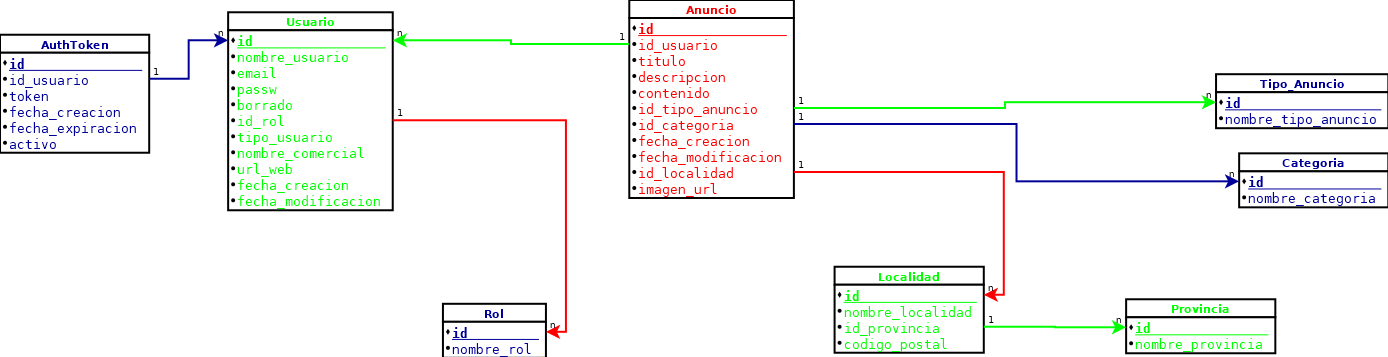 AuthToken
id
id_usuario
token
fecha_creacion
fecha_expiracion
activo
1
n
Usuario
id
nombre_usuario
email
passw
borrado
id_rol
tipo_usuario
nombre_comercial
url_web
fecha_creacion
fecha_modificacion
n
1
1
Anuncio
id
id_usuario
titulo
descripcion
contenido
id_tipo_anuncio
id_categoria
fecha_creacion
fecha_modificacion
id_localidad
imagen_url
1
1
1
n
Tipo_Anuncio
id
nombre_tipo_anuncio
n
Categoria
id
nombre_categoria
Rol
id
nombre_rol
n
Localidad
id
nombre_localidad
id_provincia
codigo_postal
n
1
n
Provincia
id
nombre_provincia